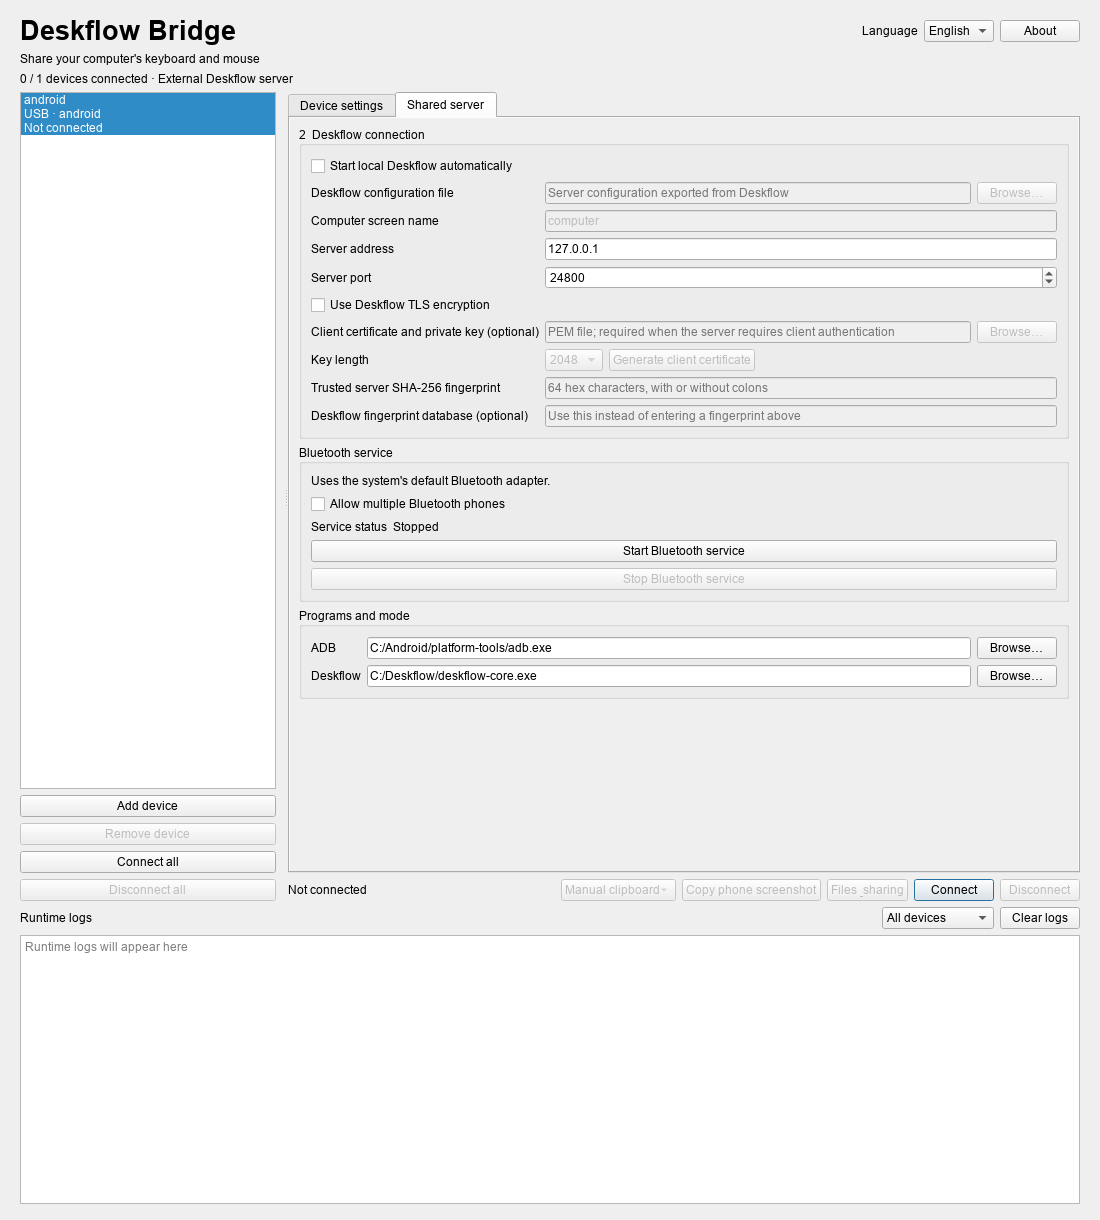 Deskflow Bridge
Language English About
Share your computer's keyboard and mouse
0 / 1 devices connected · External Deskflow server
android
USB · android
Not connected
Add device
Remove device
Connect all
Disconnect all
Device settings Shared server
2 Deskflow connection
Start local Deskflow automatically
Deskflow configuration file Server configuration exported from Deskflow Browse…
Computer screen name computer
Server address 127.0.0.1
Server port 24800
Use Deskflow TLS encryption
Client certificate and private key (optional) PEM file; required when the server requires client authentication Browse…
Key length 2048 Generate client certificate
Trusted server SHA-256 fingerprint 64 hex characters, with or without colons
Deskflow fingerprint database (optional) Use this instead of entering a fingerprint above
Bluetooth service
Uses the system's default Bluetooth adapter.
Allow multiple Bluetooth phones
Service status Stopped
Start Bluetooth service
Stop Bluetooth service
Programs and mode
ADB C:/Android/platform-tools/adb.exe Browse…
Deskflow C:/Deskflow/deskflow-core.exe Browse…
Not connected Manual clipboard Copy phone screenshot Files_sharing Connect Disconnect
Runtime logs All devices Clear logs
Runtime logs will appear here